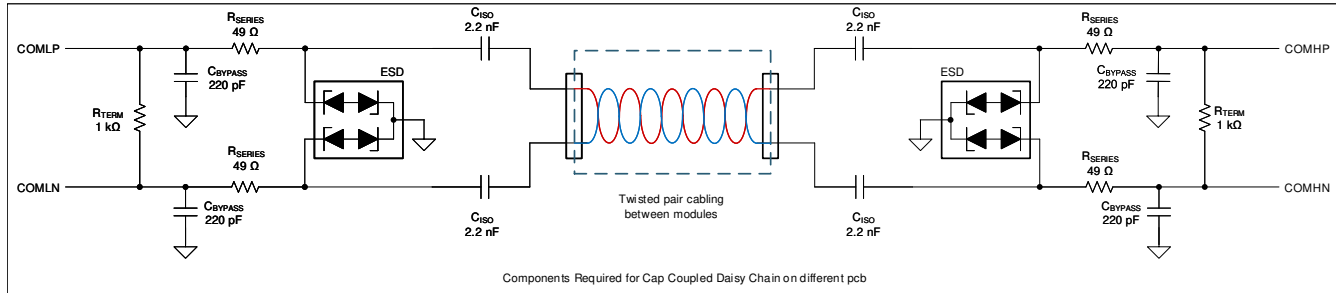 CISO
2.2 nF
CISO
2.2 nF
RSERIES
49 Ω
RSERIES
49 Ω
COMLP
COMHP
CBYPASS
220 pF
ESD
ESD
CBYPASS
220 pF
RTERM
1 kΩ
RTERM
1 kΩ
RSERIES
49 Ω
RSERIES
49 Ω
COMLN
COMHN
Twisted pair cabling
between modules
CBYPASS
220 pF
CISO
2.2 nF
CISO
2.2 nF
CBYPASS
220 pF
Components Required for Cap Coupled Daisy Chain on different pcb